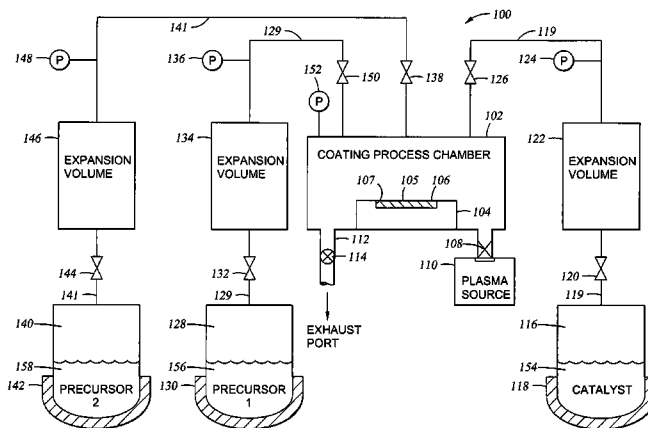 100
141
129
119
148
P
136
P
152
P
150
138
126
124
P
146
EXPANSION
VOLUME
134
EXPANSION
VOLUME
102
COATING PROCESS CHAMBER
107
105
106
104
122
EXPANSION
VOLUME
112
114
108
110
PLASMA
SOURCE
EXHAUST
PORT
144
141
132
129
120
119
140
158
142
PRECURSOR
2
128
156
130
PRECURSOR
1
116
154
118
CATALYST